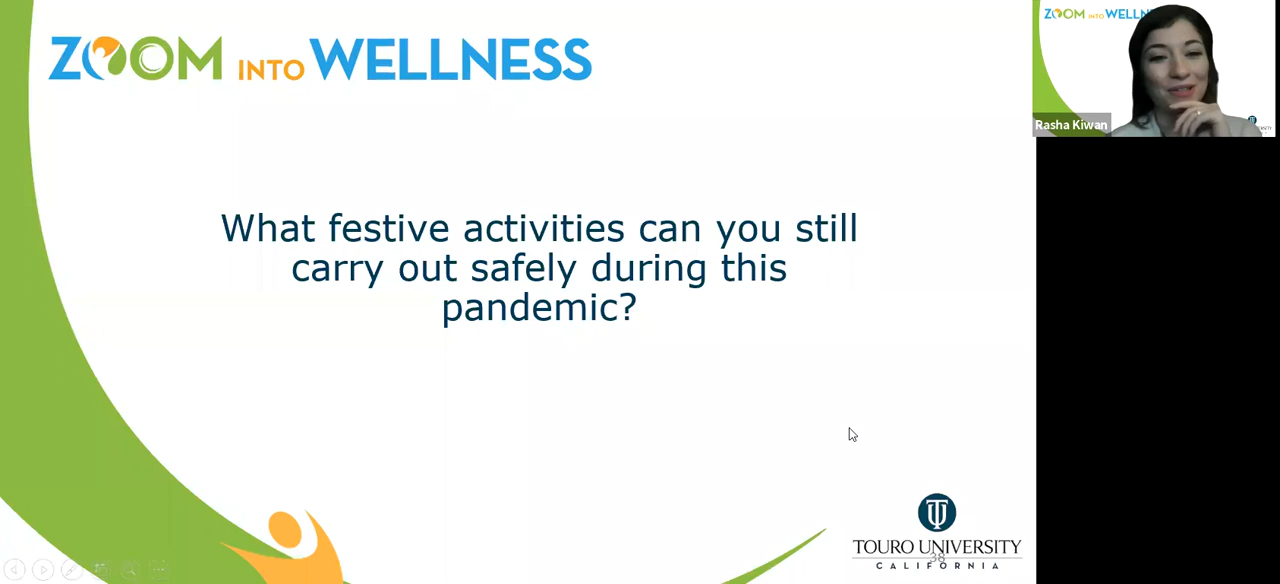 ZOOM INTO WELLNESS
What festive activities can you still
carry out safely during this
pandemic?
38
TOURO UNIVERSITY
CALIFORNIA
ZOOM INTO WELLN
Rasha Kiwan